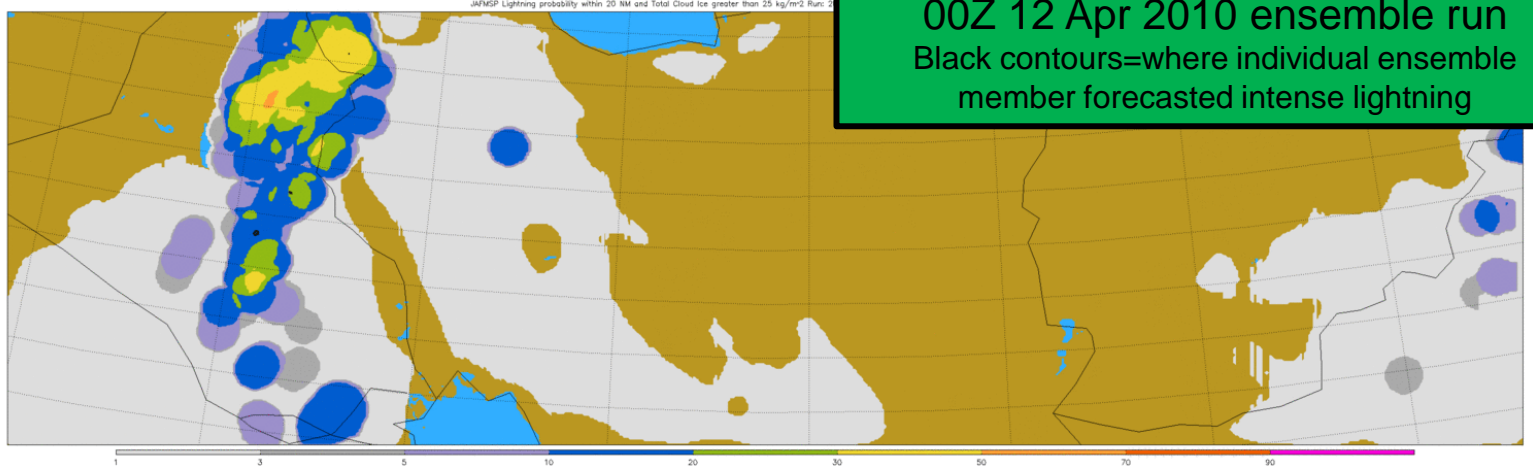 JAFMSP Lightning probability within 20 NM and Total Cloud Ice greater than 25 kg/m^2 Run:
00Z 12 Apr 2010 ensemble run
Black contours=where individual ensemble
member forecasted intense lightning
1 3 5 10 20 30 50 70 90